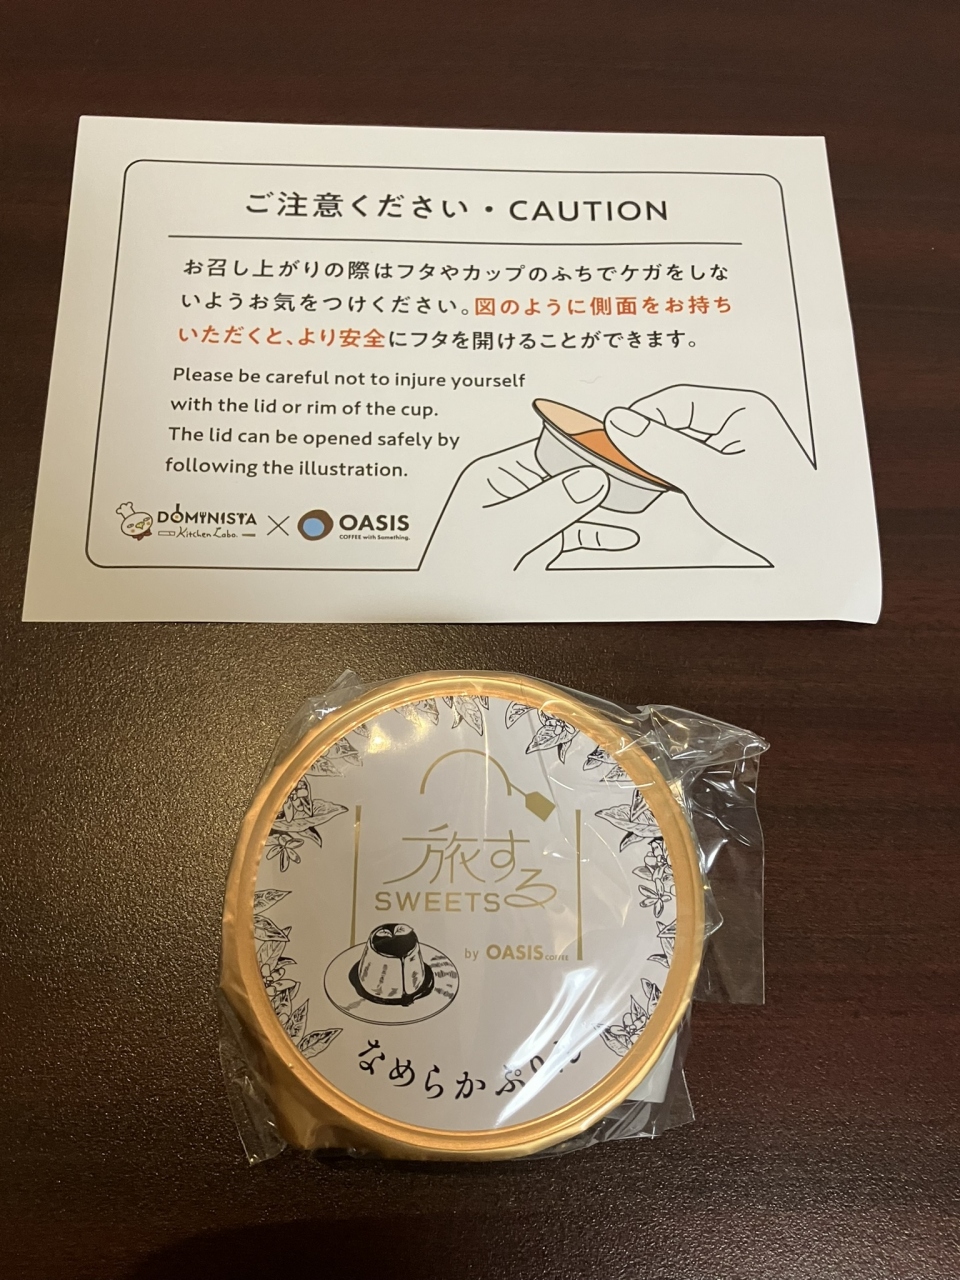 ご注意ください・CAUTION
お召し上がりの際はフタやカップのふちでケガをしな
いようお気をつけください。図のように側面をお持ち
いただくと、より安全にフタを開けることができます。
Please be careful not to injure yourself
with the lid or rim of the cup.
The lid can be opened safely by
following the illustration.
DOMINISTA
Kitchen Labo.
×
OASIS
COFFEE with Something.
旅する
SWEETS
by OASIS COFFEE
なめらかぷりん